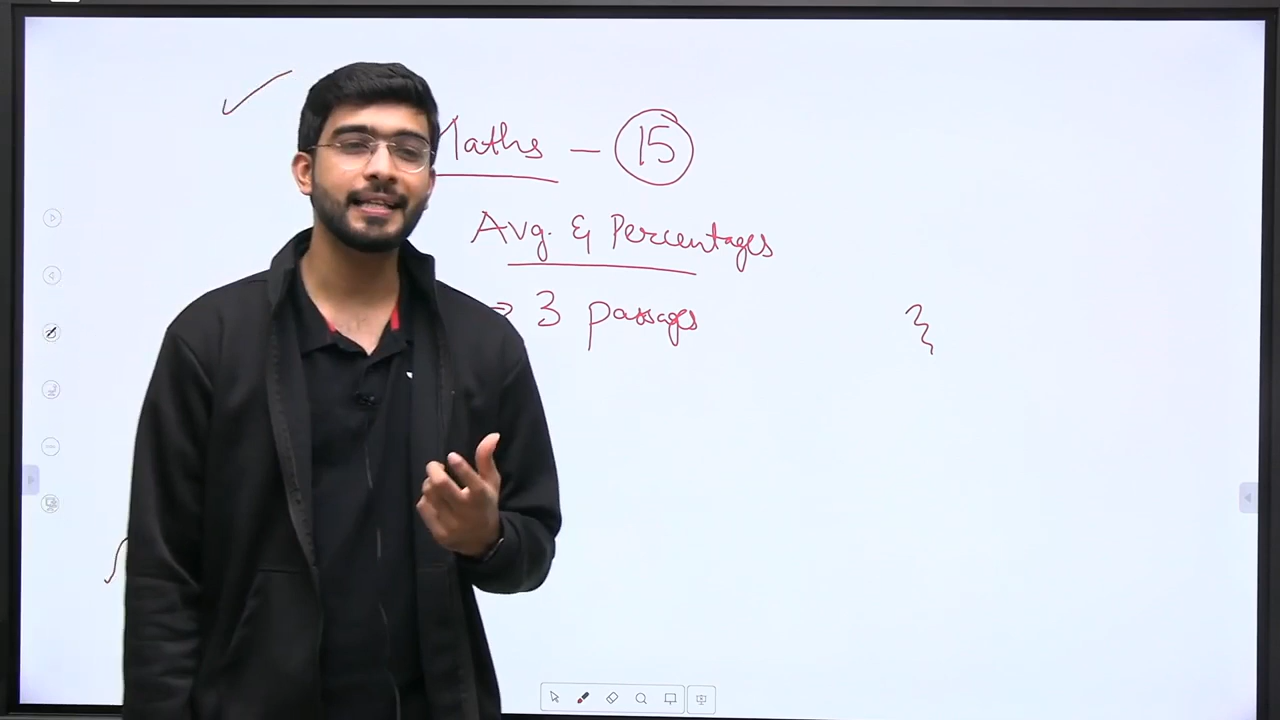 Maths - 15
Avg. & Percentages
⇒ 3 passages